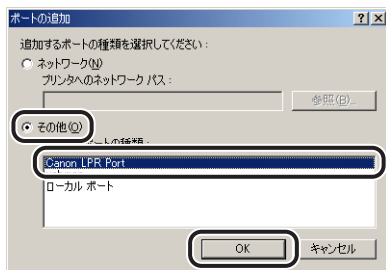 ポートの追加
追加するポートの種類を選択してください：
ネットワーク(N)
プリンタへのネットワーク パス：
参照(B)...
その他(O)
ポートの種類：
Canon LPR Port
ローカル ポート
OK
キャンセル